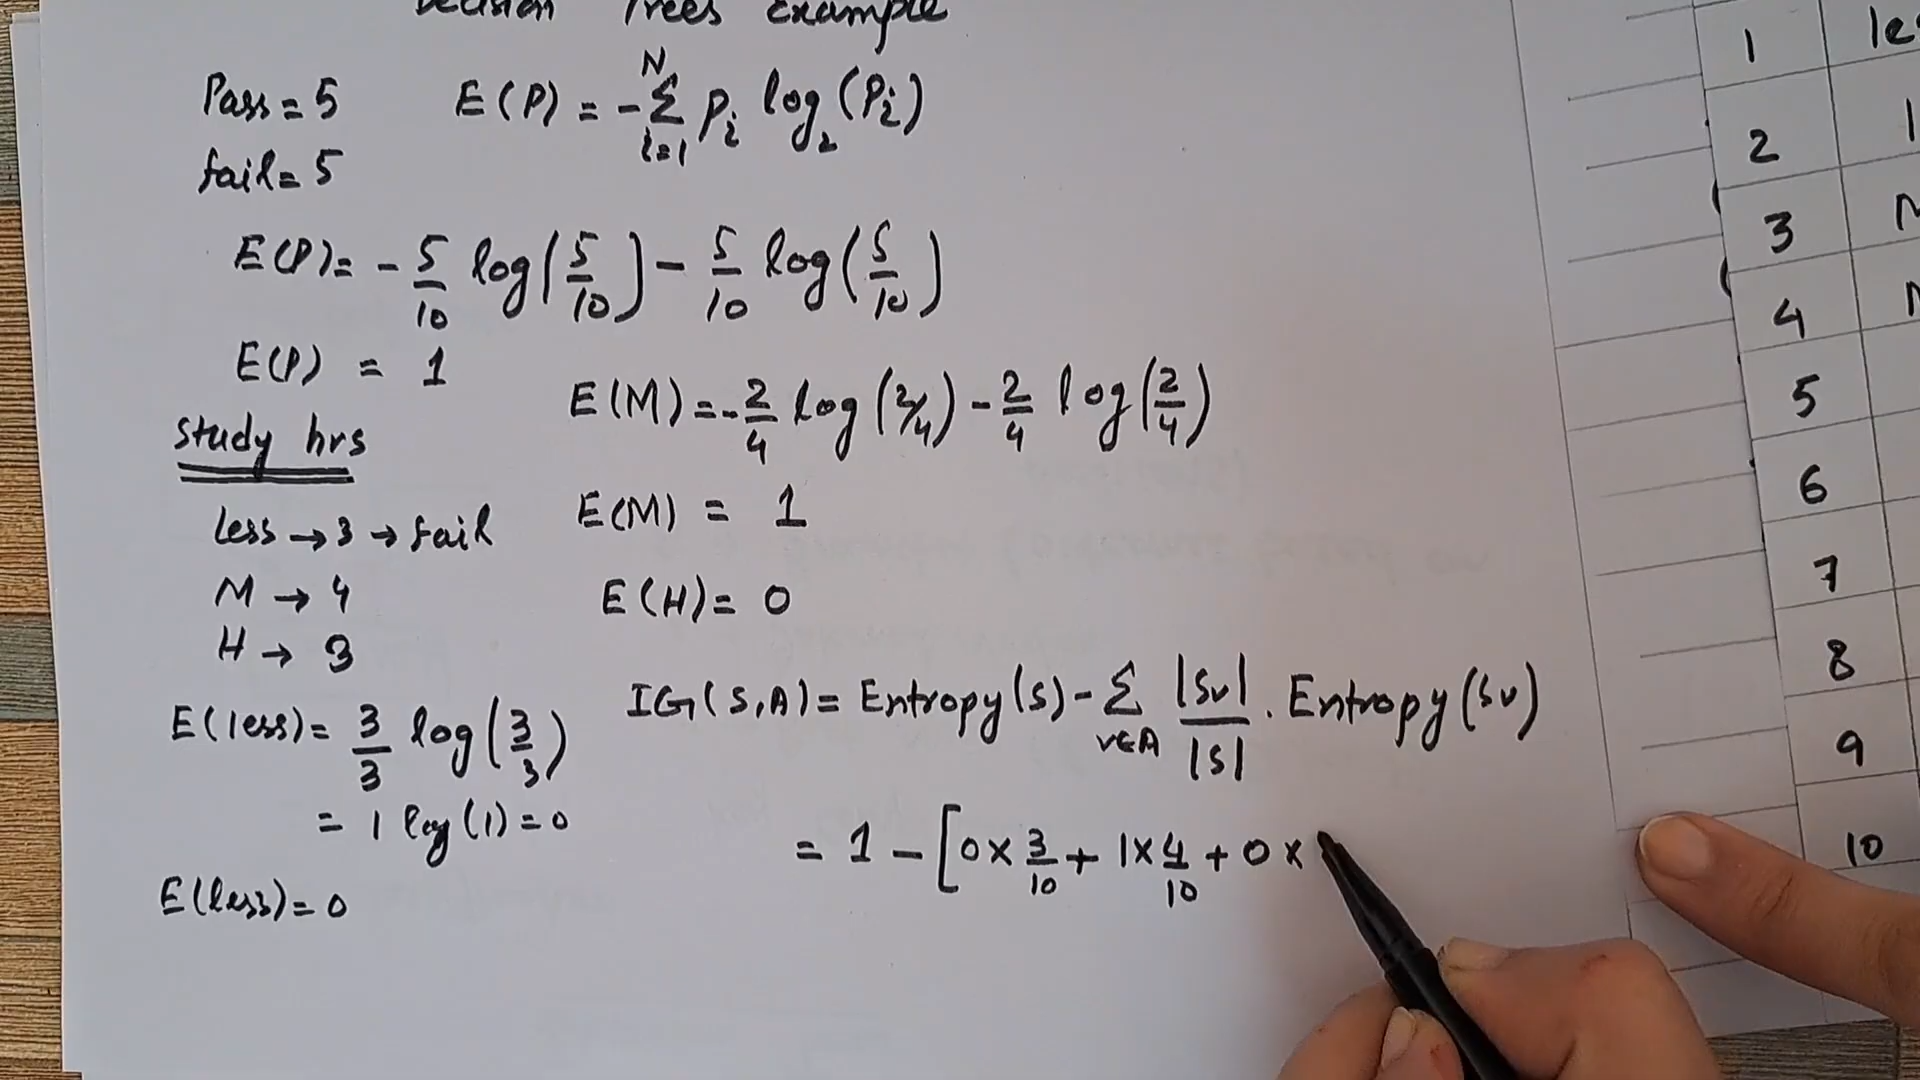 Decision Trees Example
Pass = 5
fail = 5
E(P) = -Σ_{i=1}^{N} p_i log_2(P_i)
E(P) = -5/10 log(5/10) - 5/10 log(5/10)
E(P) = 1
study hrs
less → 3 → fail
M → 4
H → 3
E(less) = 3/3 log(3/3)
= 1 log(1) = 0
E(less) = 0
E(M) = -2/4 log(2/4) - 2/4 log(2/4)
E(M) = 1
E(H) = 0
IG(S,A) = Entropy(S) - Σ_{v∈A} |Sv|/|S| . Entropy(Sv)
= 1 - [0 × 3/10 + 1 × 4/10 + 0 ×
1
2
3
4
5
6
7
8
9
10